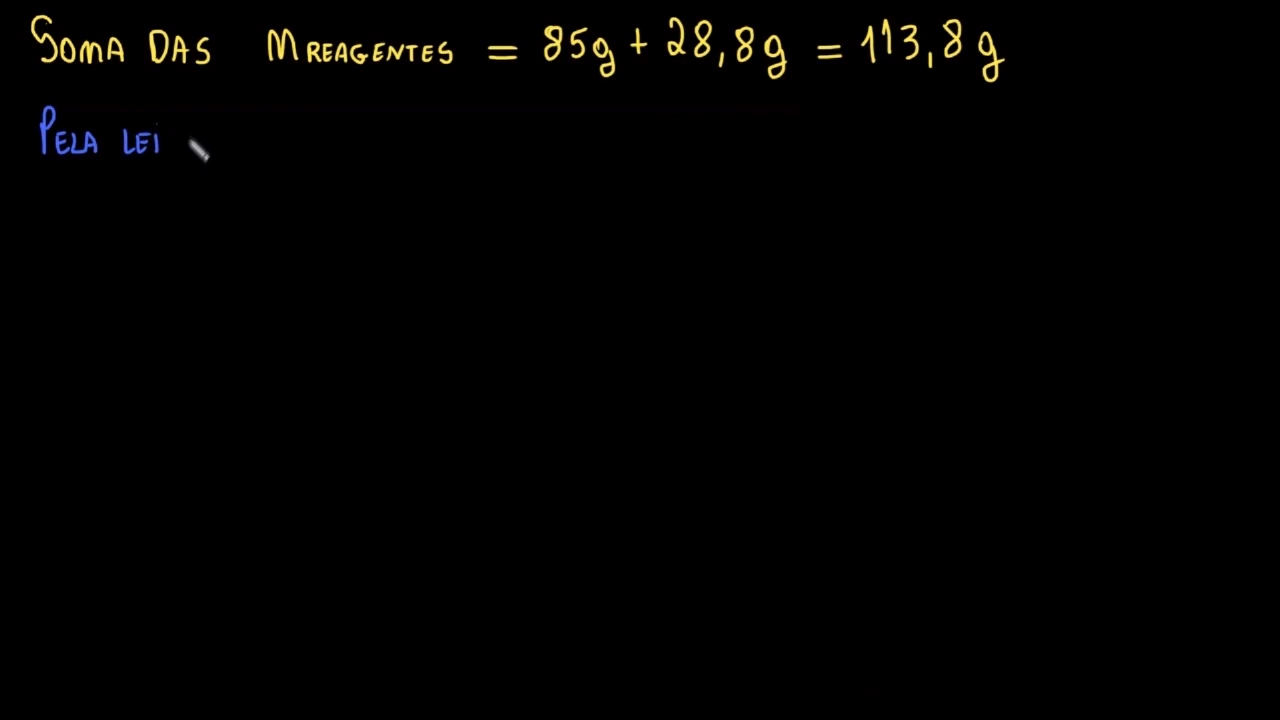 SOMA DAS MREAGENTES = 85g + 28,8g = 113,8g
PELA LEI